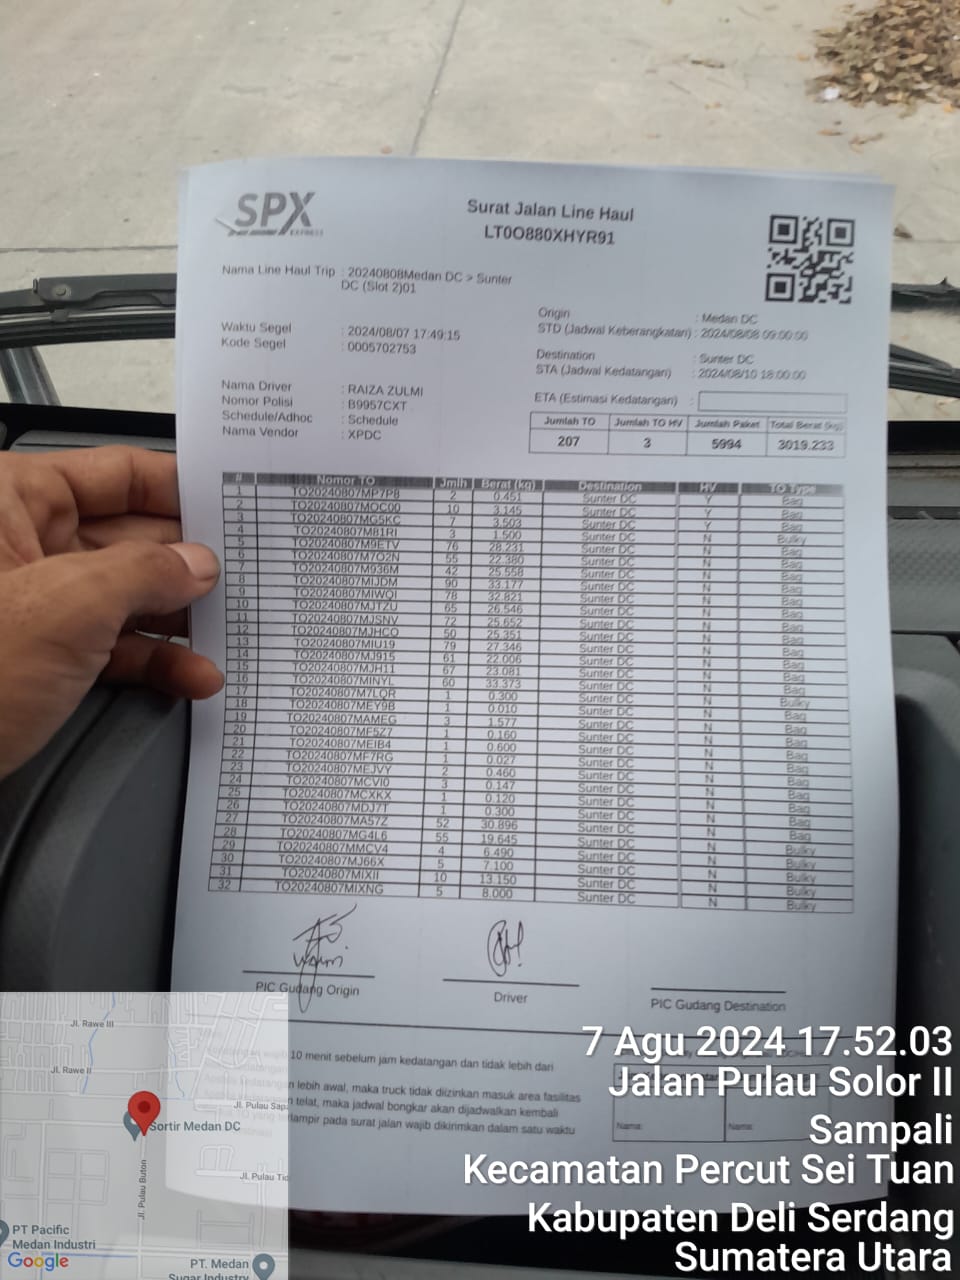 SPX
EXPRESS
Surat Jalan Line Haul
LT0O880XHYR91
Nama Line Haul Trip : 20240808Medan DC > Sunter
DC (Slot 2)01
Waktu Segel : 2024/08/07 17:49:15
Kode Segel : 0005702753
Nama Driver : RAIZA ZULMI
Nomor Polisi : B9957CXT
Schedule/Adhoc : Schedule
Nama Vendor : XPDC
Origin : Medan DC
STD (Jadwal Keberangkatan) : 2024/08/08 09:00:00
Destination : Sunter DC
STA (Jadwal Kedatangan) : 2024/08/10 18:00:00
ETA (Estimasi Kedatangan) :
Jumlah TO Jumlah TO HV Jumlah Paket Total Berat (kg)
207 3 5994 3019.233
# Nomor TO Jmlh Berat (kg) Destination HV TO Type
1 TO20240807MP7P8 2 0.451 Sunter DC Y Bag
2 TO20240807MOC00 10 3.145 Sunter DC Y Bag
3 TO20240807MG5KC 7 3.503 Sunter DC Y Bag
4 TO20240807M81RI 3 1.500 Sunter DC N Bulky
5 TO20240807M9ETV 76 28.231 Sunter DC N Bag
6 TO20240807M7O2N 55 22.380 Sunter DC N Bag
7 TO20240807M936M 42 25.558 Sunter DC N Bag
8 TO20240807MIJDM 90 33.177 Sunter DC N Bag
9 TO20240807MIWQI 78 32.821 Sunter DC N Bag
10 TO20240807MJTZU 65 26.546 Sunter DC N Bag
11 TO20240807MJSNV 72 25.652 Sunter DC N Bag
12 TO20240807MJHCO 50 25.351 Sunter DC N Bag
13 TO20240807MIU19 79 27.346 Sunter DC N Bag
14 TO20240807MJ915 61 22.006 Sunter DC N Bag
15 TO20240807MJH11 67 23.081 Sunter DC N Bag
16 TO20240807MINYL 60 33.373 Sunter DC N Bag
17 TO20240807M7LQR 1 0.300 Sunter DC N Bulky
18 TO20240807MEY9B 1 0.010 Sunter DC N Bag
19 TO20240807MAMEG 3 1.577 Sunter DC N Bag
20 TO20240807MF5Z7 1 0.160 Sunter DC N Bag
21 TO20240807MEIB4 1 0.600 Sunter DC N Bag
22 TO20240807MF7RG 1 0.027 Sunter DC N Bag
23 TO20240807MEJVY 2 0.460 Sunter DC N Bag
24 TO20240807MCVI0 3 0.147 Sunter DC N Bag
25 TO20240807MCXKX 1 0.120 Sunter DC N Bag
26 TO20240807MDJ7T 1 0.300 Sunter DC N Bag
27 TO20240807MA57Z 52 30.896 Sunter DC N Bag
28 TO20240807MG4L6 55 19.645 Sunter DC N Bulky
29 TO20240807MMCV4 4 6.490 Sunter DC N Bulky
30 TO20240807MJ66X 5 7.100 Sunter DC N Bulky
31 TO20240807MIXII 10 13.150 Sunter DC N Bulky
32 TO20240807MIXNG 5 8.000 Sunter DC N Bulky
PIC Gudang Origin
Driver
PIC Gudang Destination
10 menit sebelum jam kedatangan dan tidak lebih dari
lebih awal, maka truck tidak diizinkan masuk area fasilitas
telat, maka jadwal bongkar akan dijadwalkan kembali
pada surat jalan wajib dikirimkan dalam satu waktu
Nama: Nama:
7 Agu 2024 17.52.03
Jalan Pulau Solor II
Sampali
Kecamatan Percut Sei Tuan
Kabupaten Deli Serdang
Sumatera Utara
Jl. Rawe III
Jl. Rawe II
Jl. Pulau Sapu
Sortir Medan DC
Jl. Pulau Buton
Jl. Pulau Tio
PT Pacific
Medan Industri
Google
PT. Medan
Sugar Industry